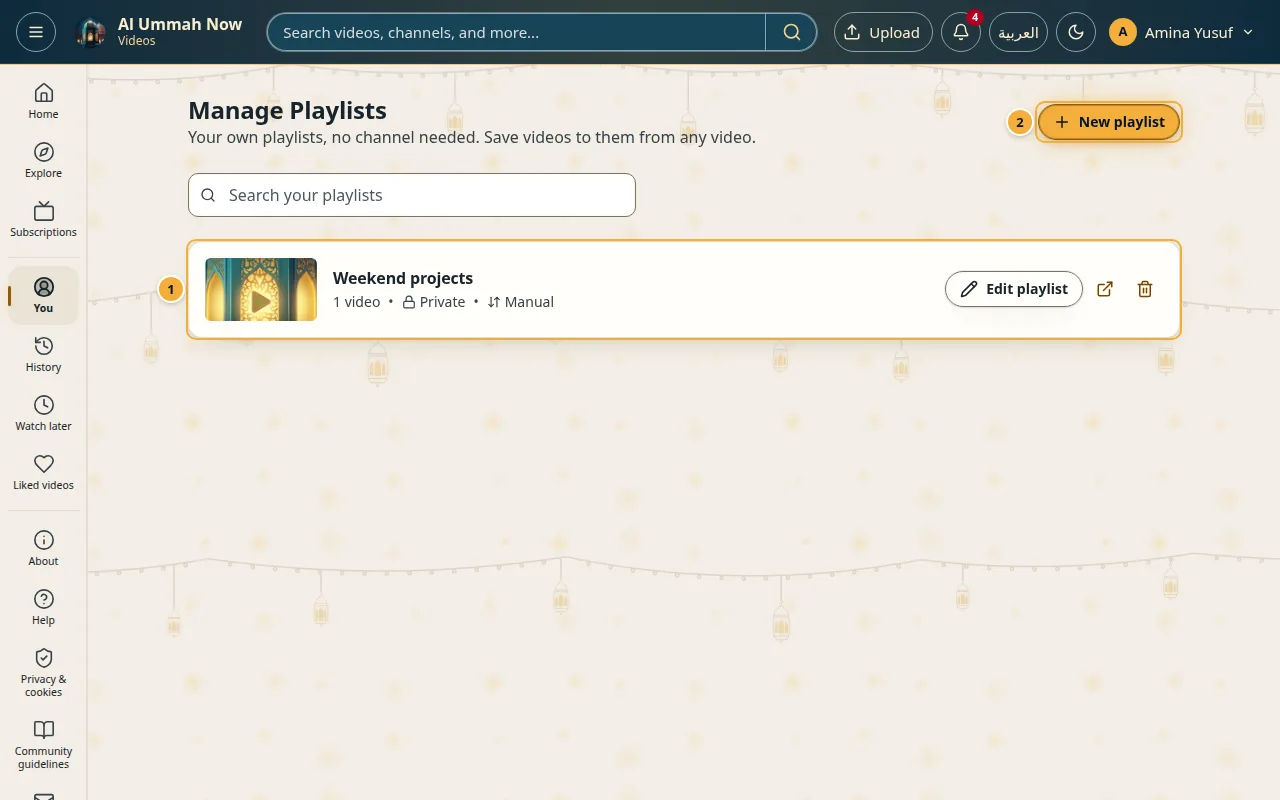 Al Ummah Now
Videos
Search videos, channels, and more...
Upload
4
العربية
A
Amina Yusuf
Home
Explore
Subscriptions
You
History
Watch later
Liked videos
About
Help
Privacy &
cookies
Community
guidelines
Manage Playlists
Your own playlists, no channel needed. Save videos to them from any video.
2
New playlist
Search your playlists
1
Weekend projects
1 video • Private • Manual
Edit playlist